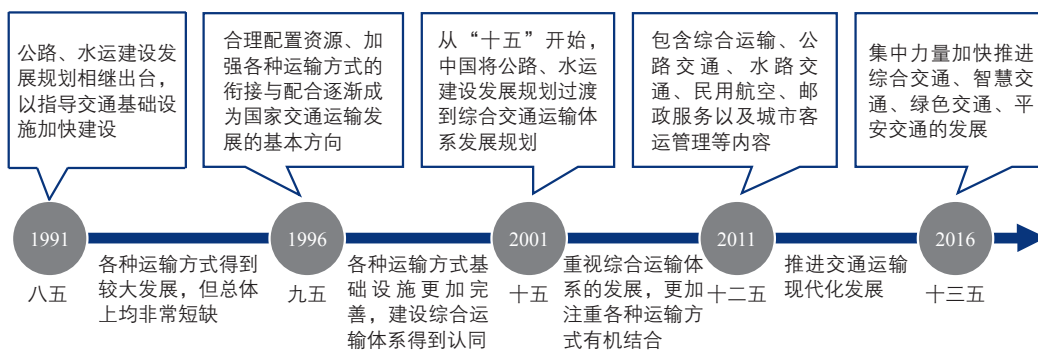 公路、水运建设发
展规划相继出台，
以指导交通基础设
施加快建设
合理配置资源、加
强各种运输方式的
衔接与配合逐渐成
为国家交通运输发
展的基本方向
从“十五”开始，
中国将公路、水运
建设发展规划过渡
到综合交通运输体
系发展规划
包含综合运输、公
路交通、水路交
通、民用航空、邮
政服务以及城市客
运管理等内容
集中力量加快推进
综合交通、智慧交
通、绿色交通、平
安交通的发展
1991
1996
2001
2011
2016
八五
各种运输方式得到
较大发展，但总体
上均非常短缺
九五
各种运输方式基
础设施更加完
善，建设综合运
输体系得到认同
十五
重视综合运输体
系的发展，更加
注重各种运输方
式有机结合
十二五
推进交通运输
现代化发展
十三五